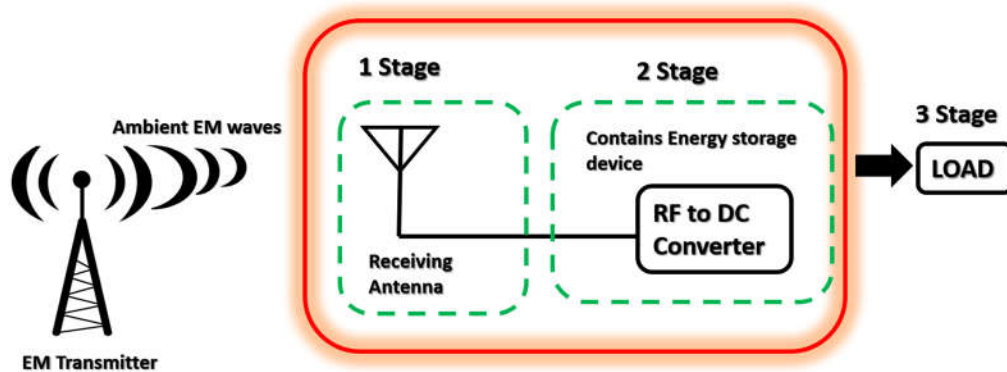 1 Stage
2 Stage
3 Stage
Ambient EM waves
Contains Energy storage
device
LOAD
RF to DC
Converter
Receiving
Antenna
EM Transmitter